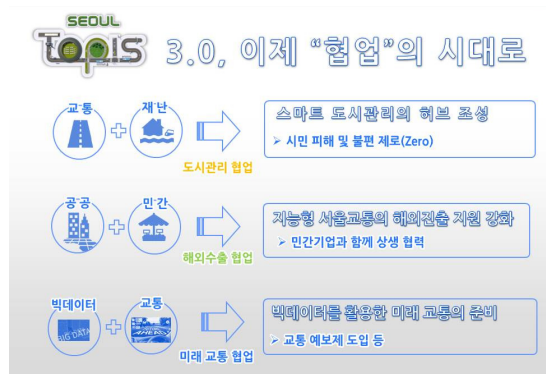 SEOUL
TOPIS 3.0, 이제 “협업”의 시대로
교통 재난
스마트 도시관리의 허브 조성
➢ 시민 피해 및 불편 제로(Zero)
도시관리 협업
공공 민간
지능형 서울교통의 해외진출 지원 강화
➢ 민간기업과 함께 상생 협력
해외수출 협업
빅데이터 교통
BIG DATA
빅데이터를 활용한 미래 교통의 준비
➢ 교통 예보제 도입 등
미래 교통 협업